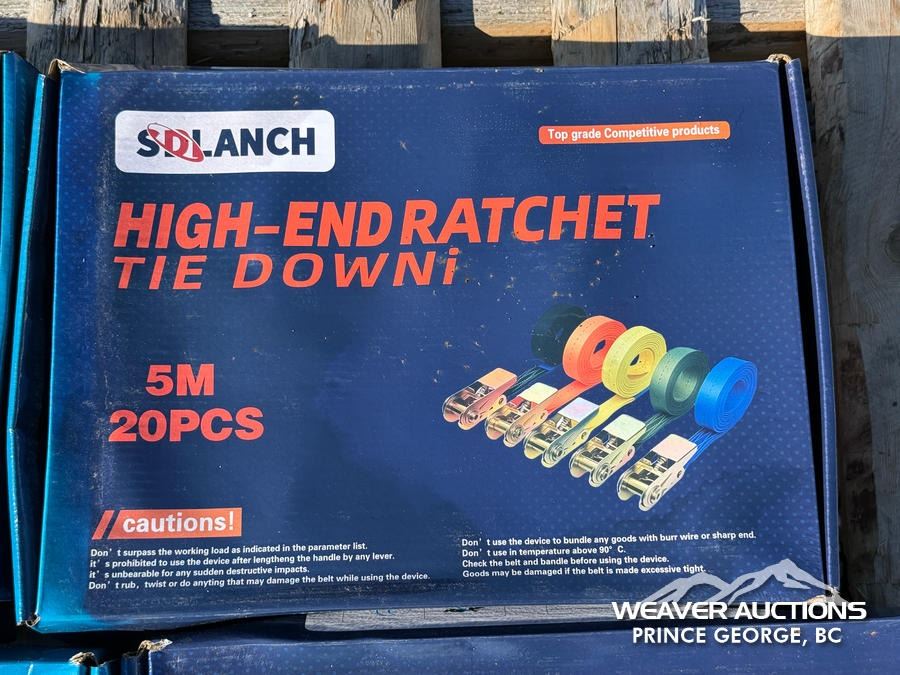 SDLANCH
Top grade Competitive products
HIGH-END RATCHET
TIE DOWNi
5M
20PCS
// cautions!
Don't surpass the working load as indicated in the parameter list.
it's prohibited to use the device after lengtheng the handle by any lever.
it's unbearable for any sudden destructive impacts.
Don't rub, twist or do anyting that may damage the belt while using the device.
Don't use the device to bundle any goods with burr wire or sharp end.
Don't use in temperature above 90° C.
Check the belt and bandle before using the device.
Goods may be damaged if the belt is made excessive tight.
WEAVER AUCTIONS
PRINCE GEORGE, BC